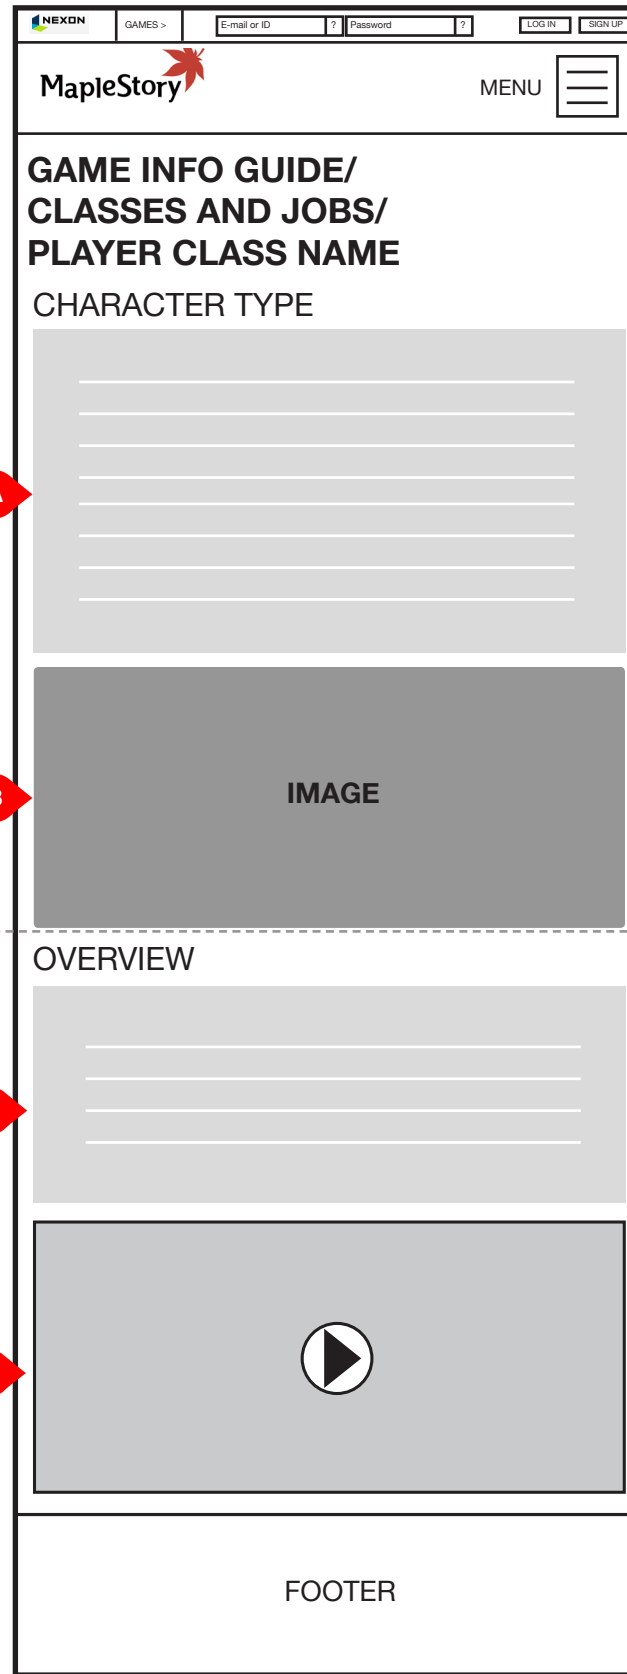 NEXON GAMES > E-mail or ID ? Password ? LOG IN SIGN UP
MapleStory MENU
GAME INFO GUIDE/
CLASSES AND JOBS/
PLAYER CLASS NAME
CHARACTER TYPE
IMAGE
OVERVIEW
FOOTER